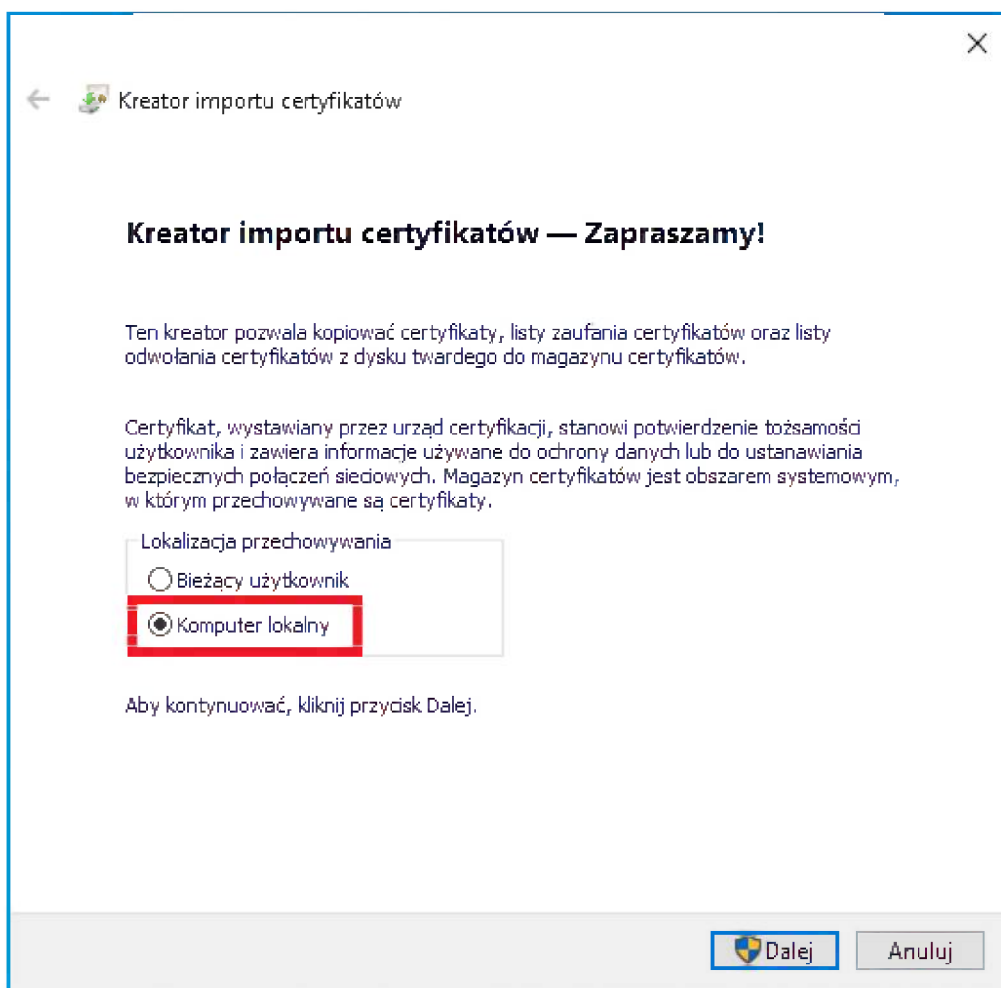 Kreator importu certyfikatów
Kreator importu certyfikatów — Zapraszamy!
Ten kreator pozwala kopiować certyfikaty, listy zaufania certyfikatów oraz listy
odwołania certyfikatów z dysku twardego do magazynu certyfikatów.
Certyfikat, wystawiany przez urząd certyfikacji, stanowi potwierdzenie tożsamości
użytkownika i zawiera informacje używane do ochrony danych lub do ustanawiania
bezpiecznych połączeń sieciowych. Magazyn certyfikatów jest obszarem systemowym,
w którym przechowywane są certyfikaty.
Lokalizacja przechowywania
Bieżący użytkownik
Komputer lokalny
Aby kontynuować, kliknij przycisk Dalej.
Dalej
Anuluj